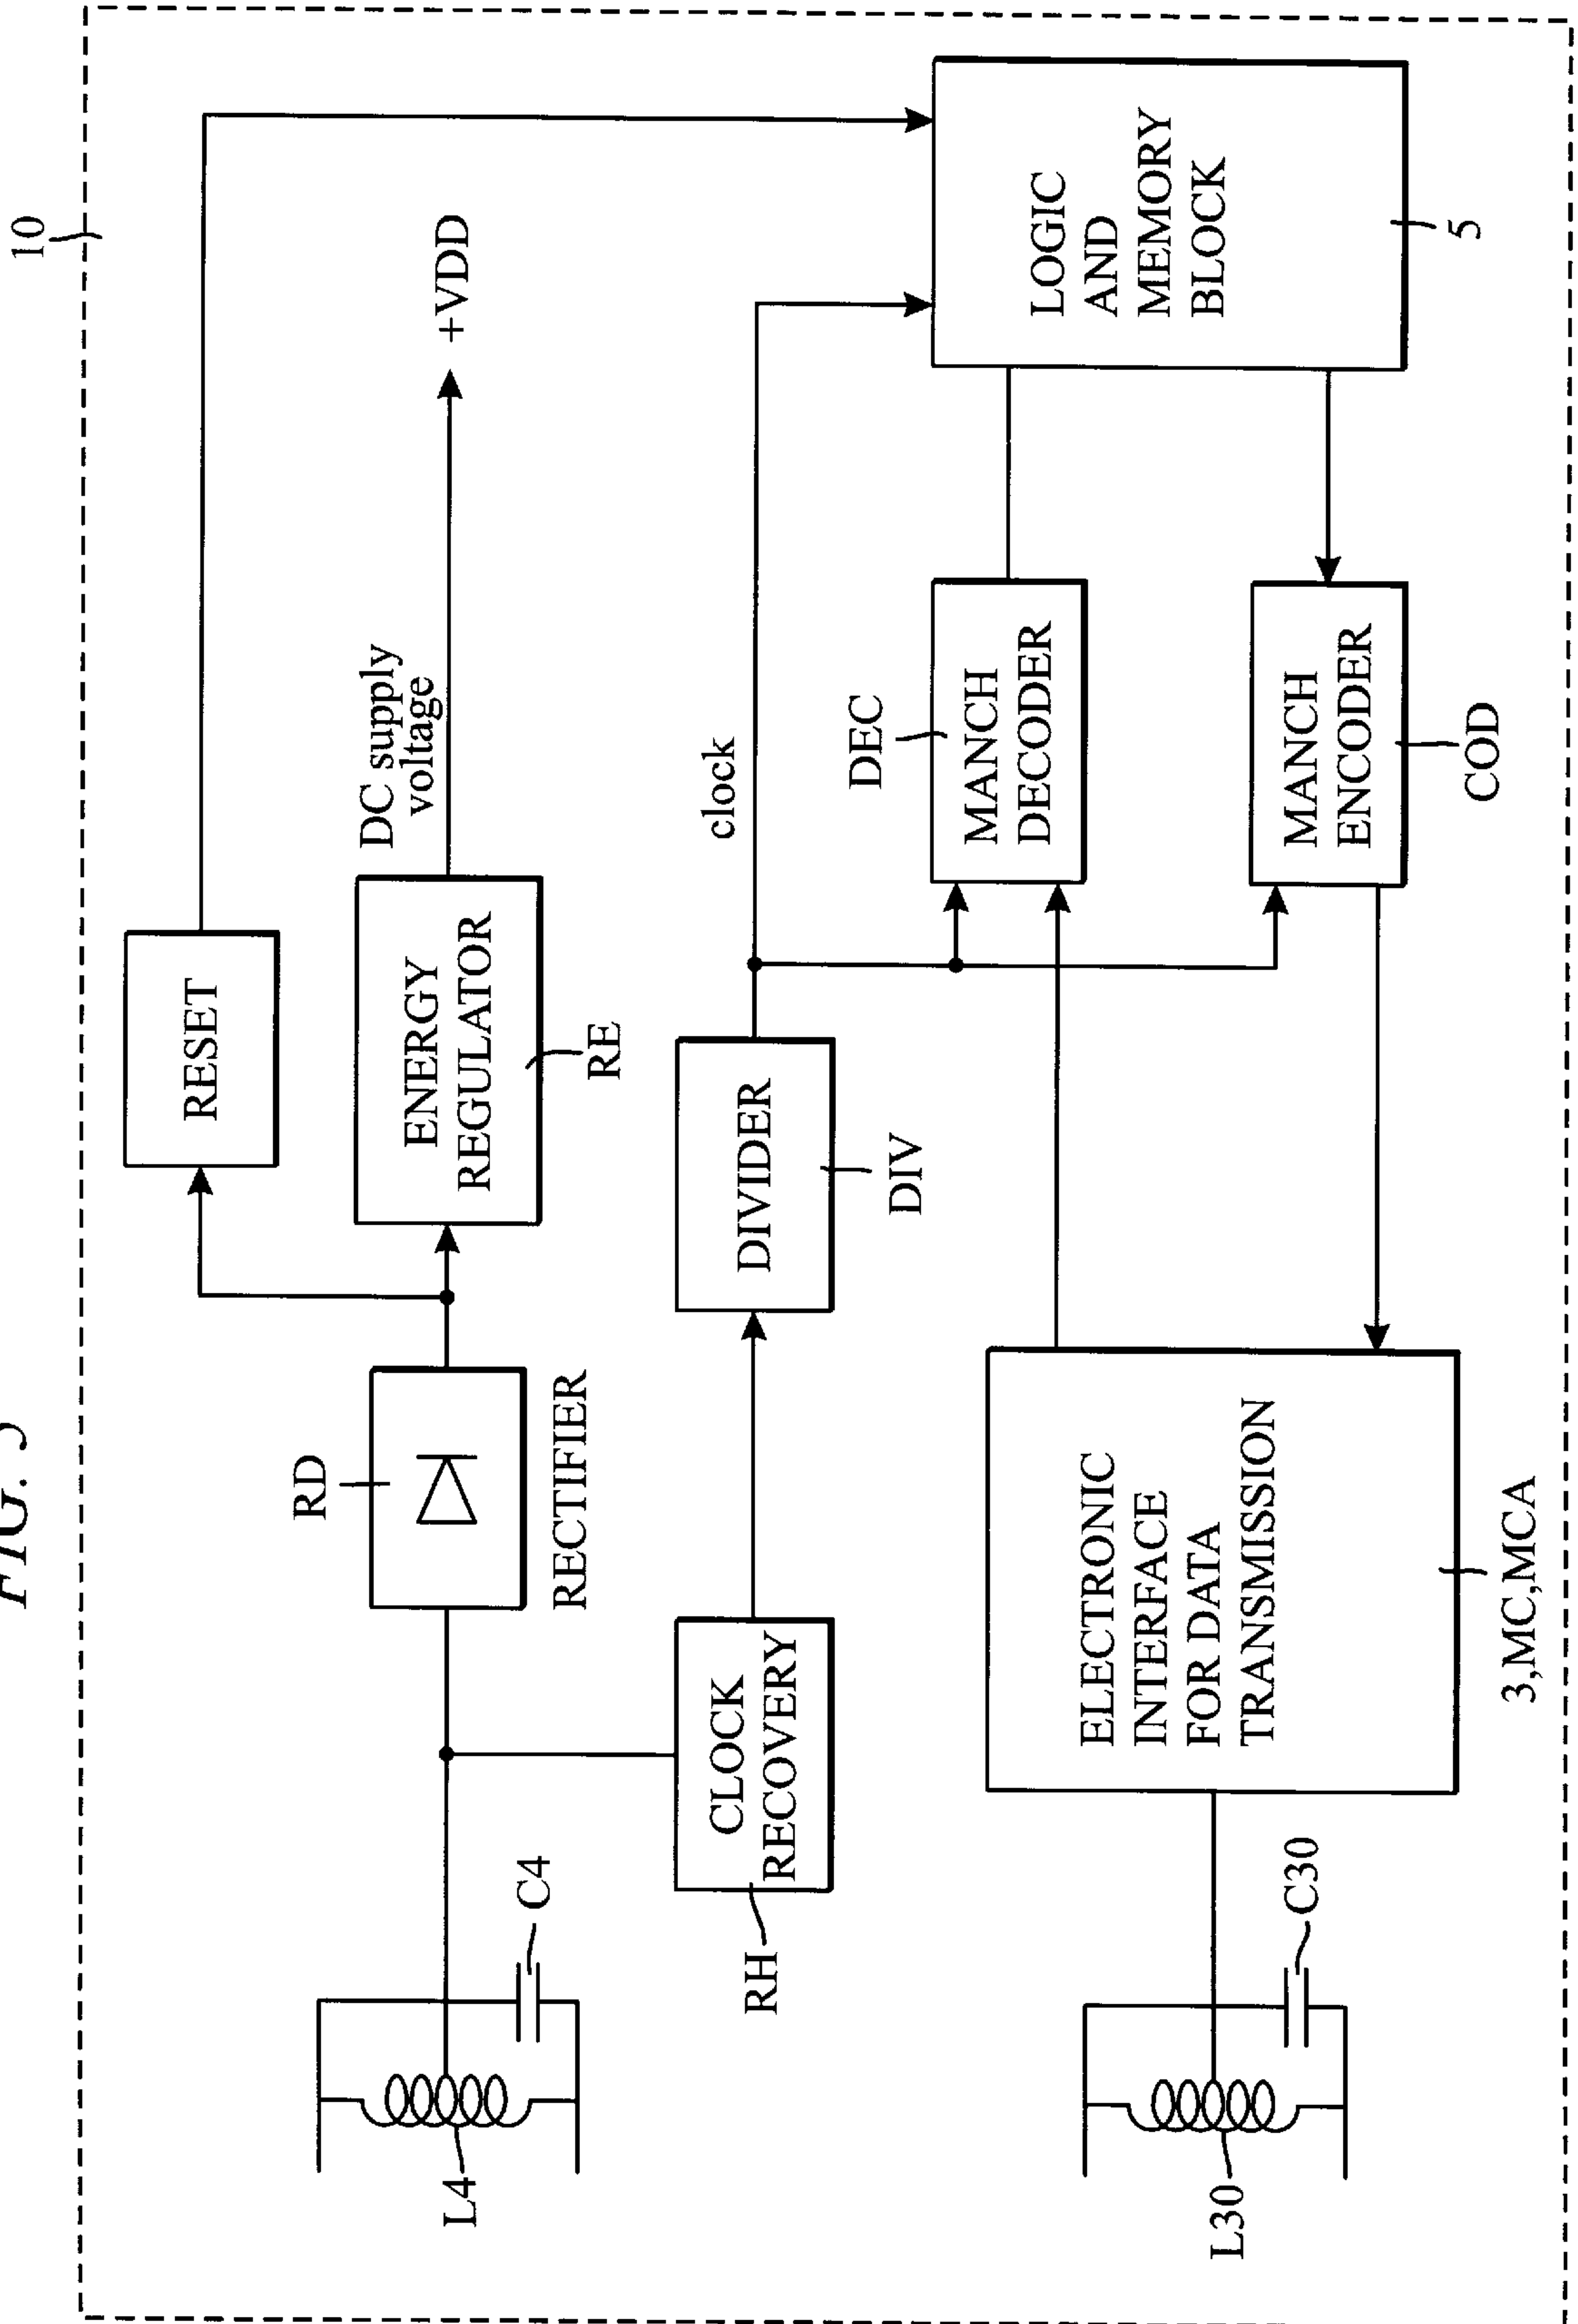 FIG.
10
RESET
RD
RECTIFIER
ENERGY
REGULATOR
RE
DC supply
voltage
+VDD
L4
C4
RH
CLOCK
RECOVERY
DIVIDER
DIV
clock
DEC
MANCH
DECODER
LOGIC
AND
MEMORY
BLOCK
5
L30
C30
ELECTRONIC
INTERFACE
FOR DATA
TRANSMISSION
3,MC,MCA
MANCH
ENCODER
COD